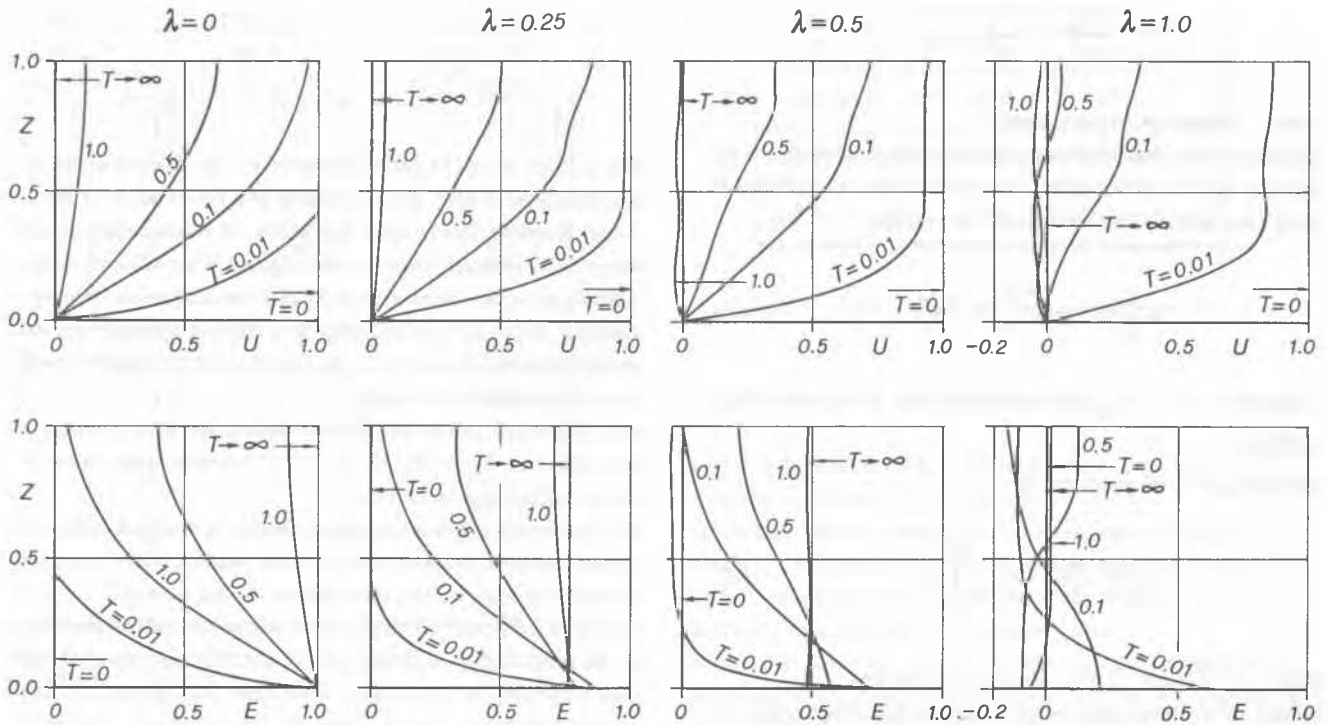 λ=0 λ=0.25 λ=0.5 λ=1.0
1.0 T→∞ T→∞ T→∞ 1.0 0.5
Z 1.0 0.5 0.1 T=0.01 T=0
1.0 0.5 0.1 T=0.01 T=0
0.5 0.1 1.0 T=0.01 T=0
0.1 T→∞ T=0.01 T=0
0.5
0.0
0 0.5 U 1.0
0 0.5 U 1.0
0 0.5 U 1.0
-0.2 0 0.5 U 1.0
1.0 T→∞ 1.0 1.0 0.5 T=0.01 T=0
Z T→∞ T=0 0.5 1.0 0.1 T=0.01
0.1 1.0 T→∞ 0.5 T=0 T=0.01
0.5 T=0 T→∞ 1.0 0.1 T=0.01
0.5
0.0
0 0.5 E 1.0
0 0.5 E 1.0
0 0.5 E 1.0
-0.2 0 0.5 E 1.0